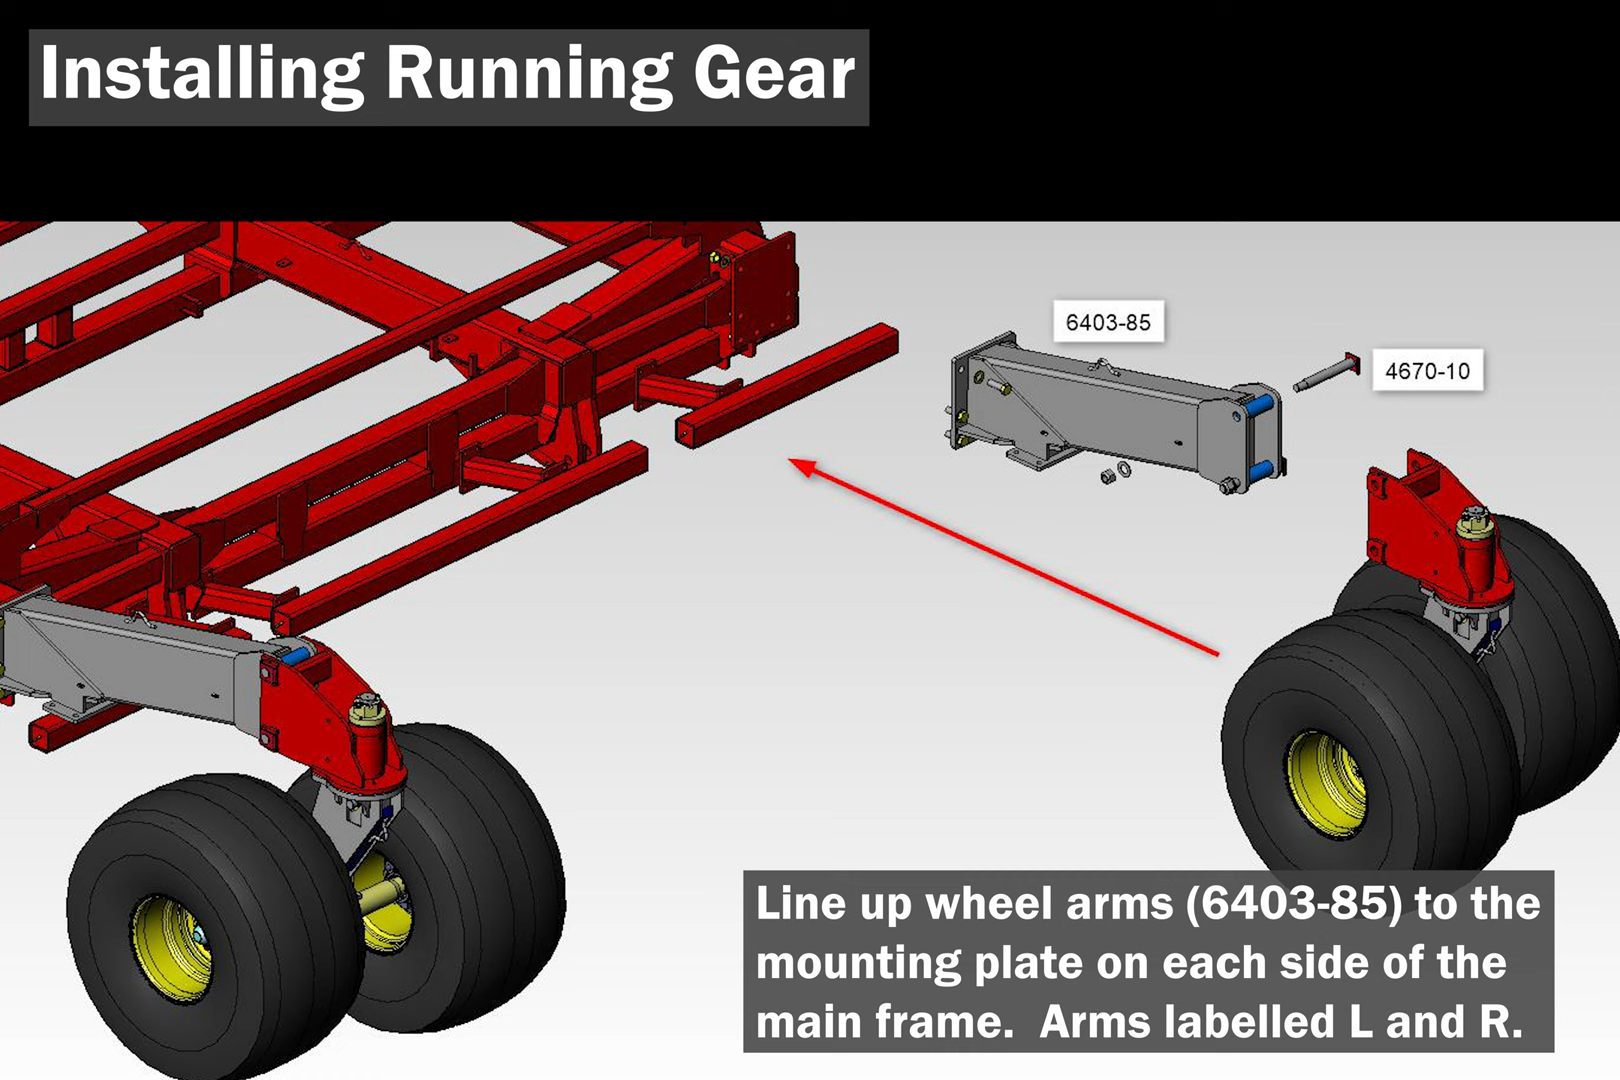 Installing Running Gear
6403-85
4670-10
Line up wheel arms (6403-85) to the
mounting plate on each side of the
main frame.  Arms labelled L and R.